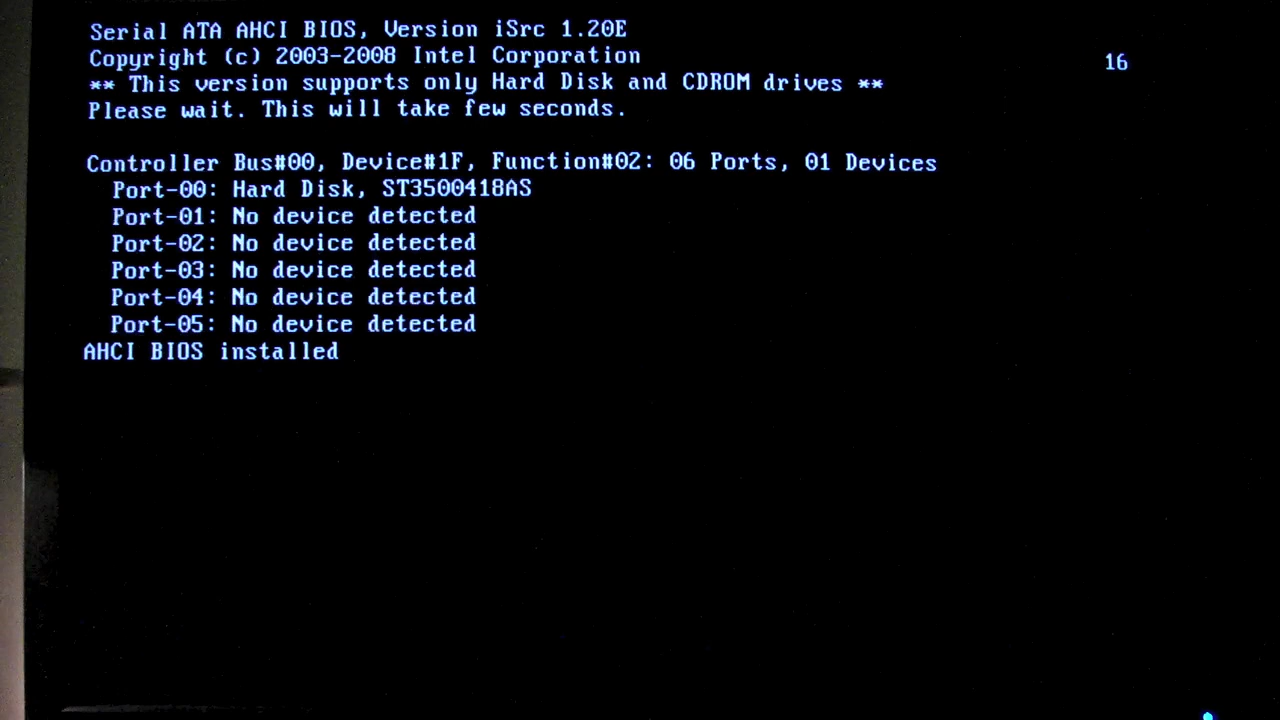 Serial ATA AHCI BIOS, Version iSrc 1.20E
Copyright (c) 2003-2008 Intel Corporation
16
** This version supports only Hard Disk and CDROM drives **
Please wait. This will take few seconds.
Controller Bus#00, Device#1F, Function#02: 06 Ports, 01 Devices
Port-00: Hard Disk, ST3500418AS
Port-01: No device detected
Port-02: No device detected
Port-03: No device detected
Port-04: No device detected
Port-05: No device detected
AHCI BIOS installed